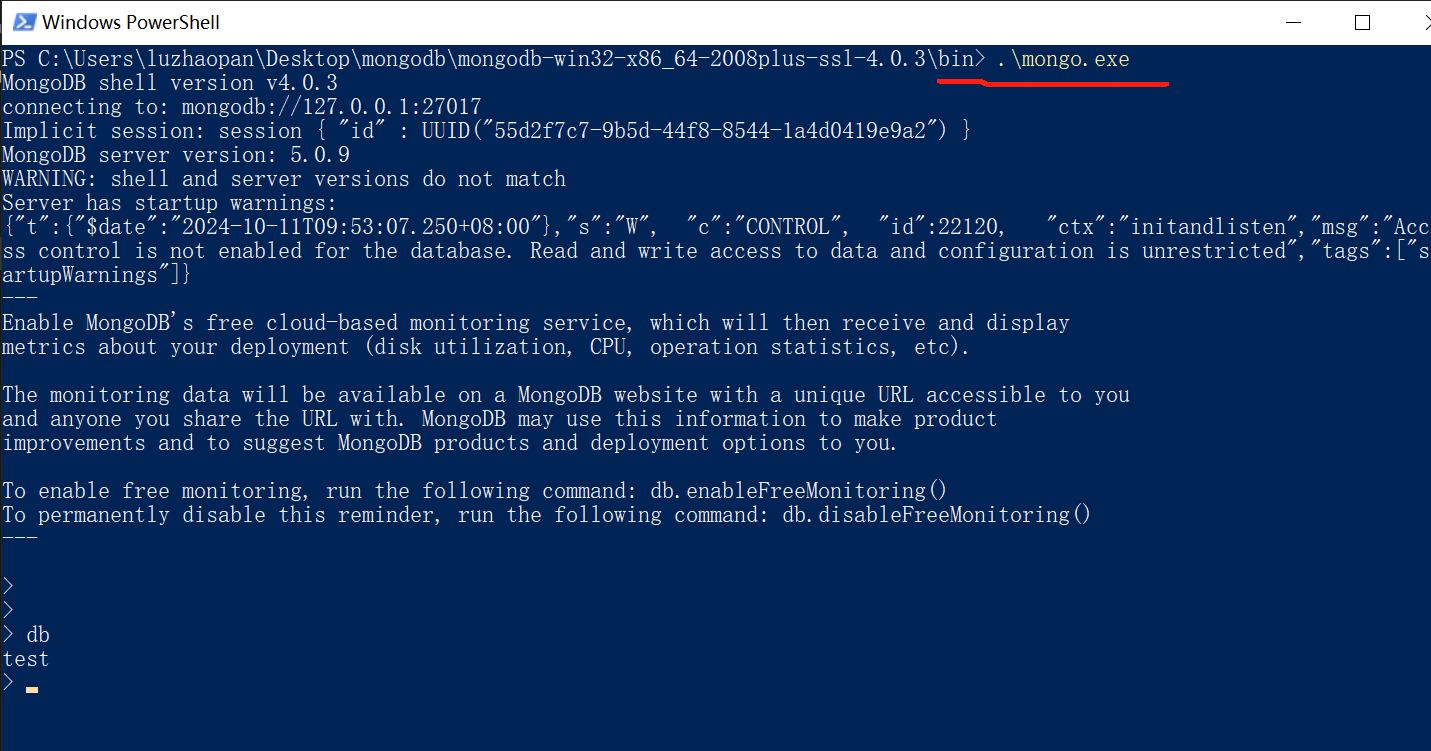 Windows PowerShell
PS C:\Users\luzhaopan\Desktop\mongodb\mongodb-win32-x86_64-2008plus-ssl-4.0.3\bin> .\mongo.exe
MongoDB shell version v4.0.3
connecting to: mongodb://127.0.0.1:27017
Implicit session: session { "id" : UUID("55d2f7c7-9b5d-44f8-8544-1a4d0419e9a2") }
MongoDB server version: 5.0.9
WARNING: shell and server versions do not match
Server has startup warnings:
{"t":{"$date":"2024-10-11T09:53:07.250+08:00"},"s":"W",  "c":"CONTROL",  "id":22120,   "ctx":"initandlisten","msg":"Acc
ss control is not enabled for the database. Read and write access to data and configuration is unrestricted","tags":["s
artupWarnings"]}
---
Enable MongoDB's free cloud-based monitoring service, which will then receive and display
metrics about your deployment (disk utilization, CPU, operation statistics, etc).
The monitoring data will be available on a MongoDB website with a unique URL accessible to you
and anyone you share the URL with. MongoDB may use this information to make product
improvements and to suggest MongoDB products and deployment options to you.
To enable free monitoring, run the following command: db.enableFreeMonitoring()
To permanently disable this reminder, run the following command: db.disableFreeMonitoring()
---
>
>
> db
test
>